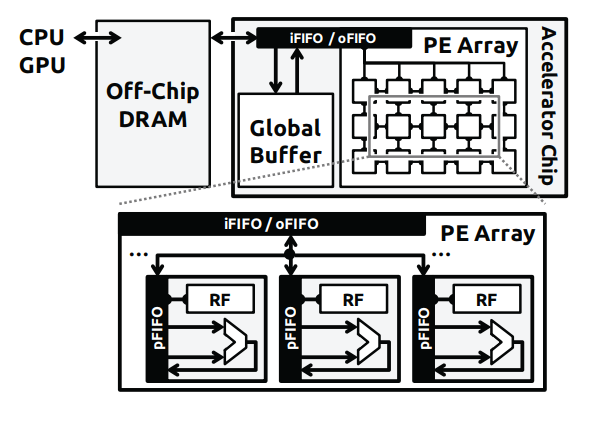 CPU
GPU
Off-Chip
DRAM
iFIFO / oFIFO
Global
Buffer
PE Array
Accelerator Chip
iFIFO / oFIFO
PE Array
...
...
pFIFO
RF
pFIFO
RF
pFIFO
RF